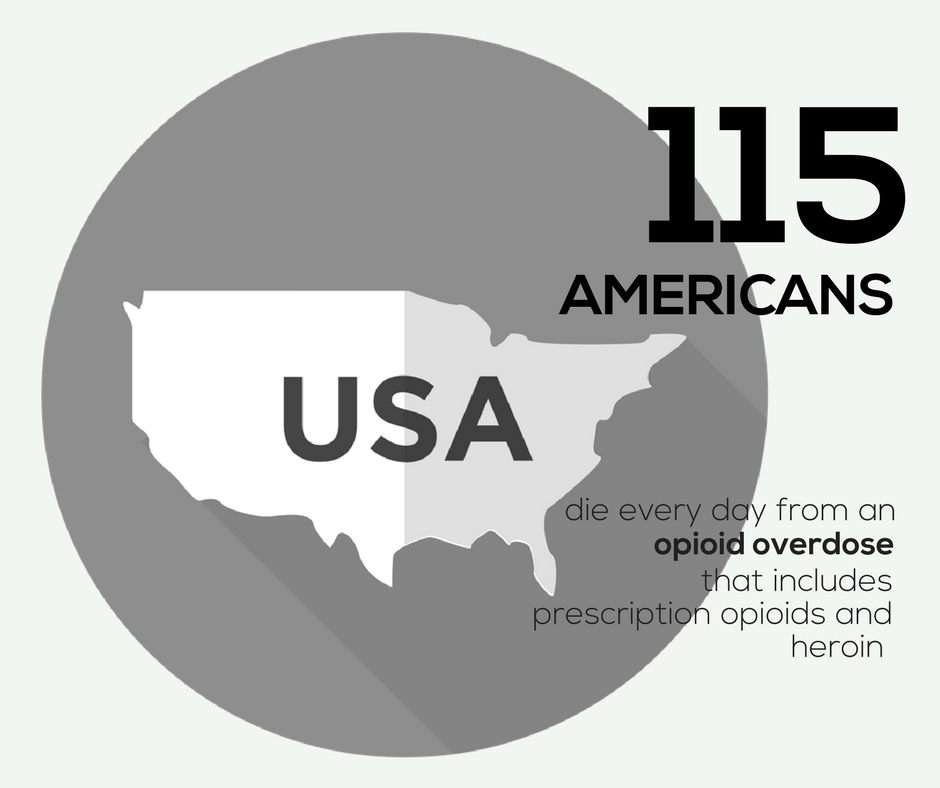 115
AMERICANS
USA
die every day from an
opioid overdose
that includes
prescription opioids and
heroin